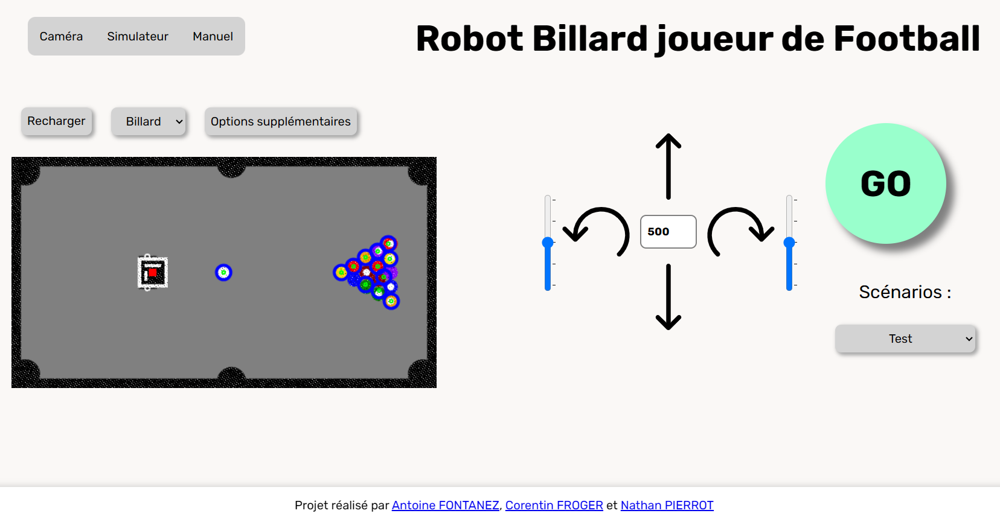 Caméra Simulateur Manuel
Robot Billard joueur de Football
Recharger Billard Options supplémentaires
GO
500
Scénarios :
Test
Projet réalisé par Antoine FONTANEZ, Corentin FROGER et Nathan PIERROT